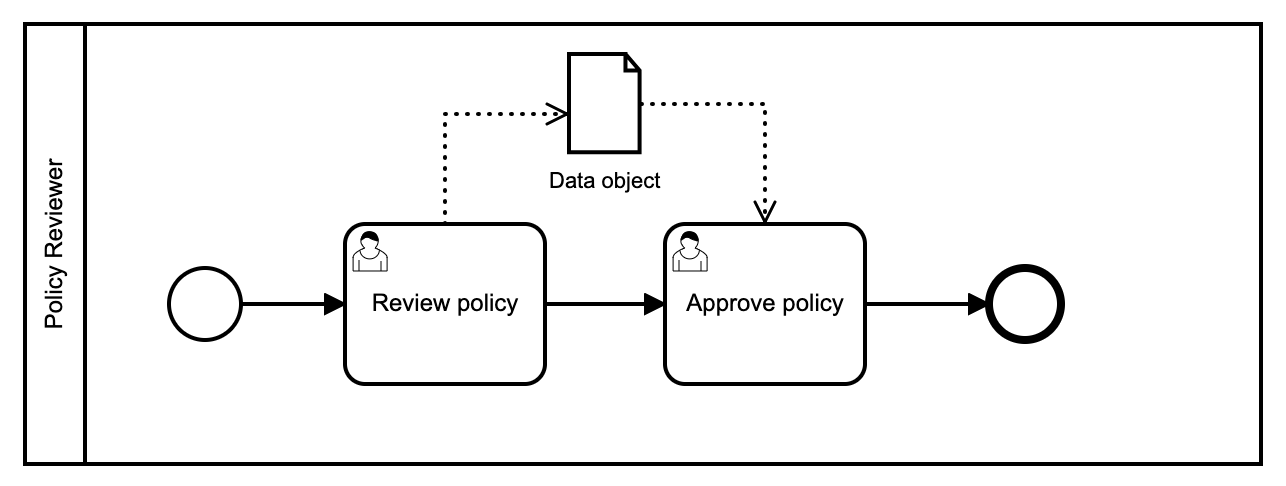 Policy Reviewer
Data object
Review policy
Approve policy